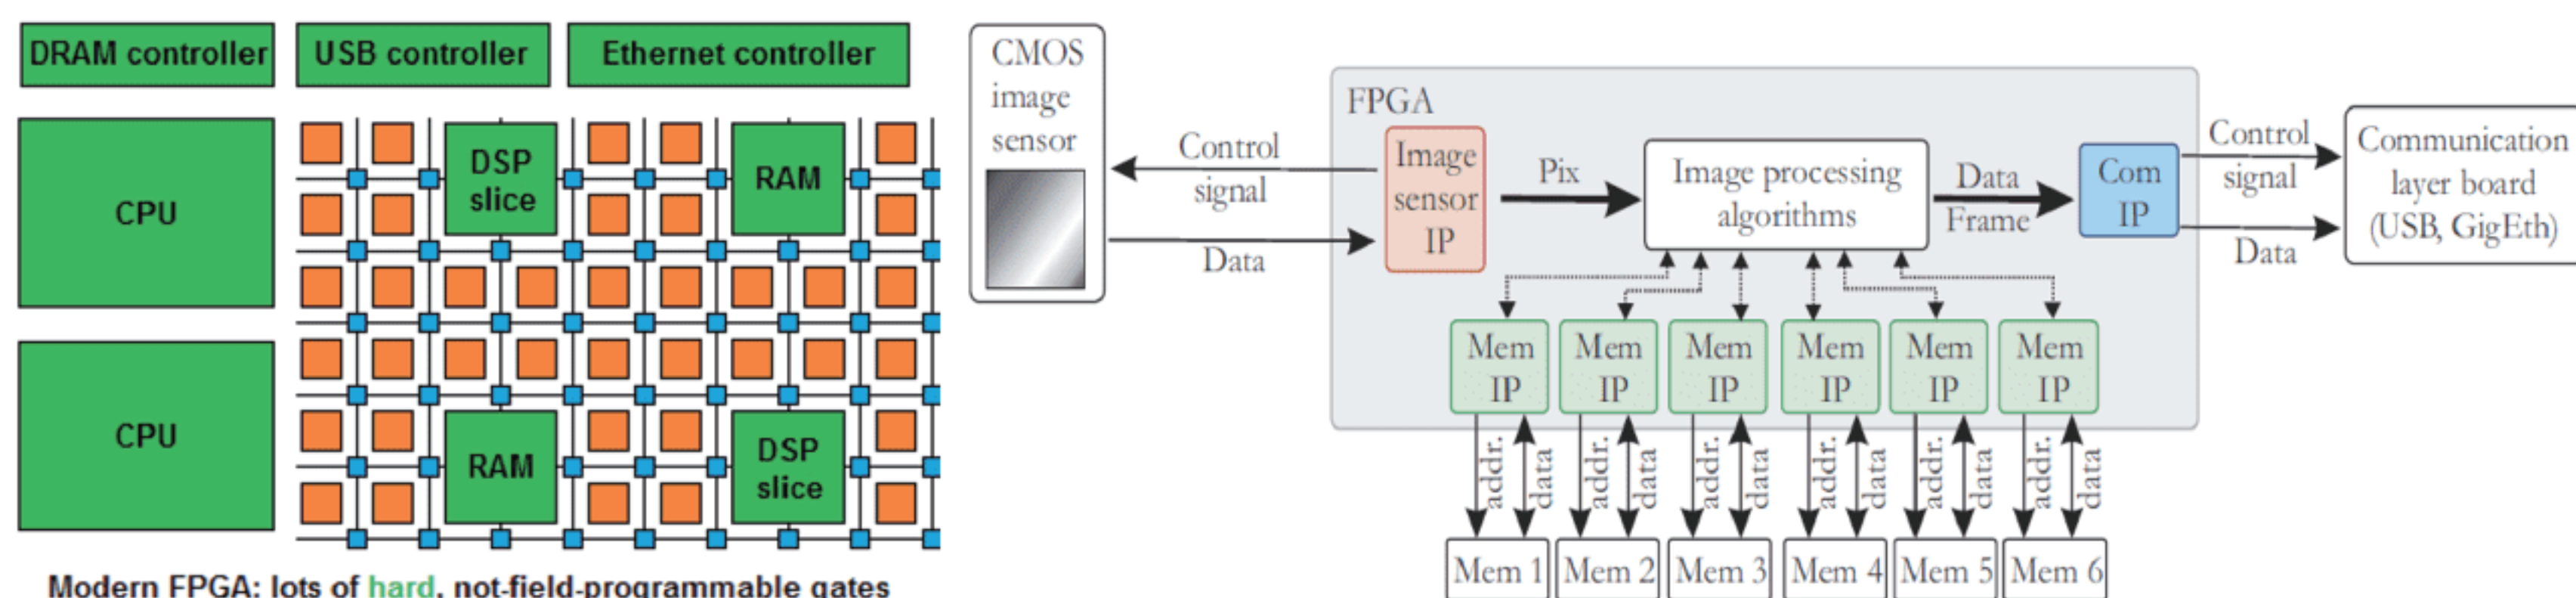 DRAM controller
USB controller
Ethernet controller
CPU
DSP
slice
RAM
CPU
RAM
DSP
slice
Modern FPGA: lots of hard, not-field-programmable gates
CMOS
image
sensor
Control
signal
Data
FPGA
Image
sensor
IP
Pix
Image processing
algorithms
Data
Frame
Com
IP
Control
signal
Data
Communication
layer board
(USB, GigEth)
Mem
IP
Mem
IP
Mem
IP
Mem
IP
Mem
IP
Mem
IP
addr.
data
addr.
data
addr.
data
addr.
data
addr.
data
addr.
data
Mem 1
Mem 2
Mem 3
Mem 4
Mem 5
Mem 6